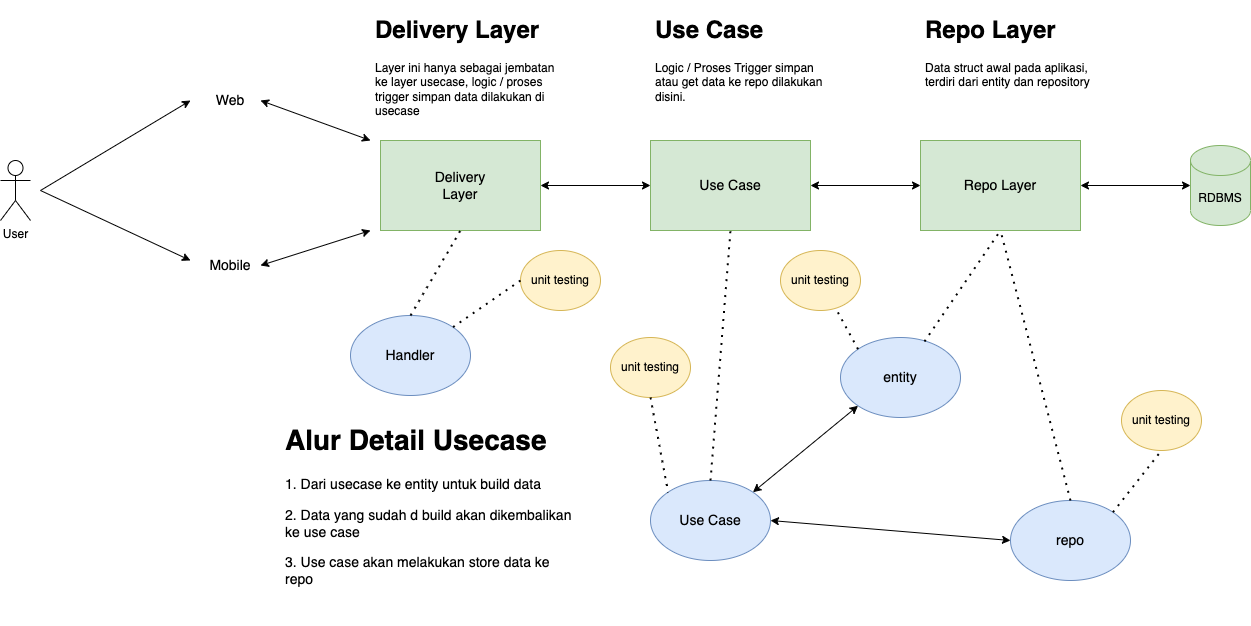 Delivery Layer
Use Case
Repo Layer
Layer ini hanya sebagai jembatan
ke layer usecase, logic / proses
trigger simpan data dilakukan di
usecase
Logic / Proses Trigger simpan
atau get data ke repo dilakukan
disini.
Data struct awal pada aplikasi,
terdiri dari entity dan repository
Web
User
Mobile
Delivery
Layer
Use Case
Repo Layer
RDBMS
unit testing
unit testing
Handler
unit testing
entity
unit testing
Use Case
repo
Alur Detail Usecase
1. Dari usecase ke entity untuk build data
2. Data yang sudah d build akan dikembalikan
ke use case
3. Use case akan melakukan store data ke
repo